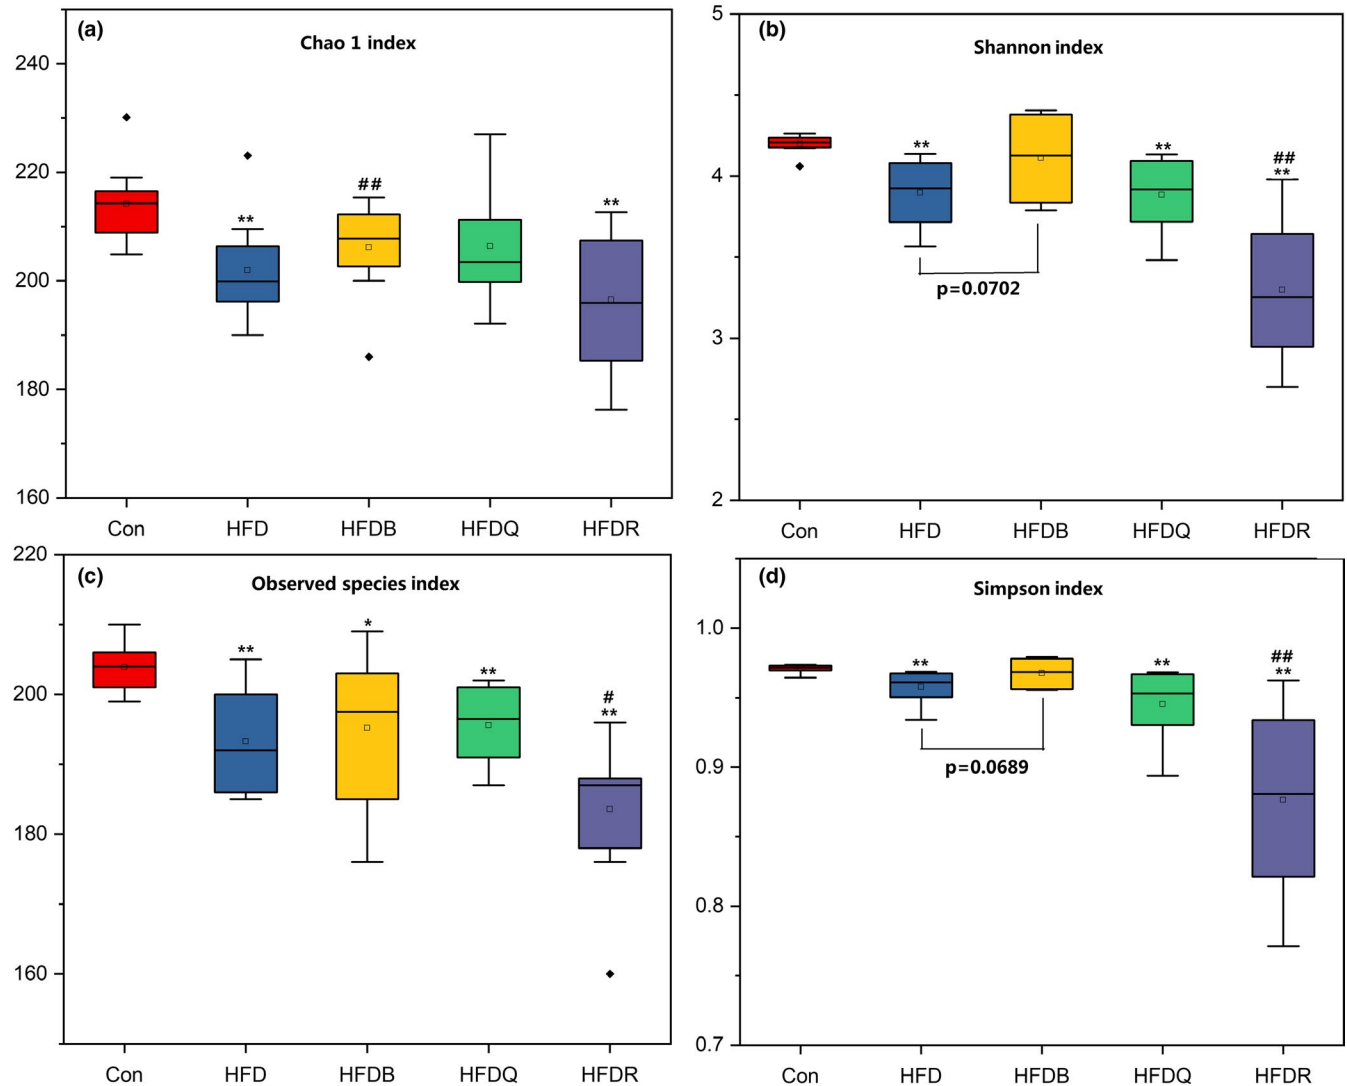 (a)
Chao 1 index
240
220
200
180
160
**
##
**
Con HFD HFDB HFDQ HFDR
(b)
Shannon index
5
4
3
2
**
**
##
**
p=0.0702
Con HFD HFDB HFDQ HFDR
(c)
Observed species index
220
200
180
160
**
*
**
#
**
Con HFD HFDB HFDQ HFDR
(d)
Simpson index
1.0
0.9
0.8
0.7
**
**
##
**
p=0.0689
Con HFD HFDB HFDQ HFDR